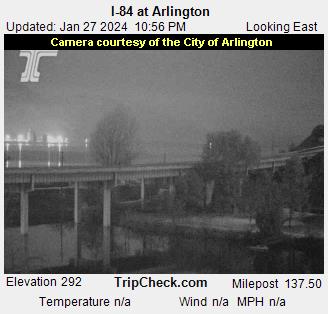 I-84 at Arlington
Updated: Jan 27 2024 10:56 PM Looking East
Camera courtesy of the City of Arlington
Elevation 292 TripCheck.com Milepost 137.50
Temperature n/a Wind n/a MPH n/a